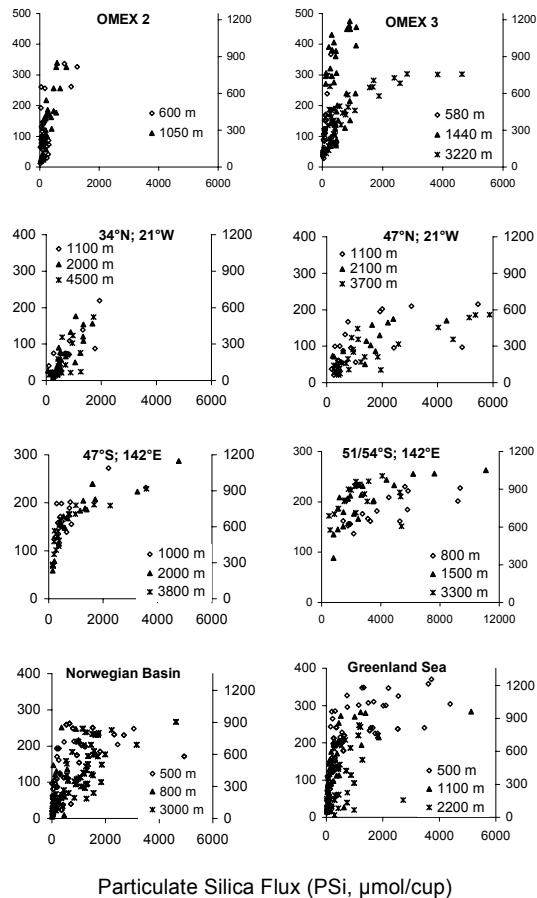 OMEX 2
500
400
300
200
100
0
1200
900
600
300
0
600 m
1050 m
0 2000 4000 6000
OMEX 3
500
400
300
200
100
0
1200
900
600
300
0
580 m
1440 m
3220 m
0 2000 4000 6000
34°N; 21°W
400
300
200
100
0
1200
900
600
300
0
1100 m
2000 m
4500 m
0 2000 4000 6000
47°N; 21°W
400
300
200
100
0
1200
900
600
300
0
1100 m
2100 m
3700 m
0 2000 4000 6000
47°S; 142°E
300
200
100
0
1200
900
600
300
0
1000 m
2000 m
3800 m
0 2000 4000 6000
51/54°S; 142°E
300
200
100
0
1200
900
600
300
0
800 m
1500 m
3300 m
0 4000 8000 12000
Norwegian Basin
400
300
200
100
0
1200
900
600
300
0
500 m
800 m
3000 m
0 2000 4000 6000
Greenland Sea
400
300
200
100
0
1200
900
600
300
0
500 m
1100 m
2200 m
0 2000 4000 6000
Particulate Silica Flux (PSi, µmol/cup)